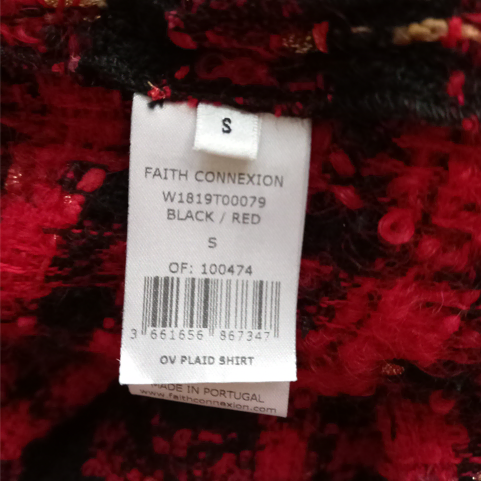 S
FAITH CONNEXION
W1819T00079
BLACK / RED
S
OF: 100474
3 661656 867347
OV PLAID SHIRT
MADE IN PORTUGAL
www.faithconnexion.com